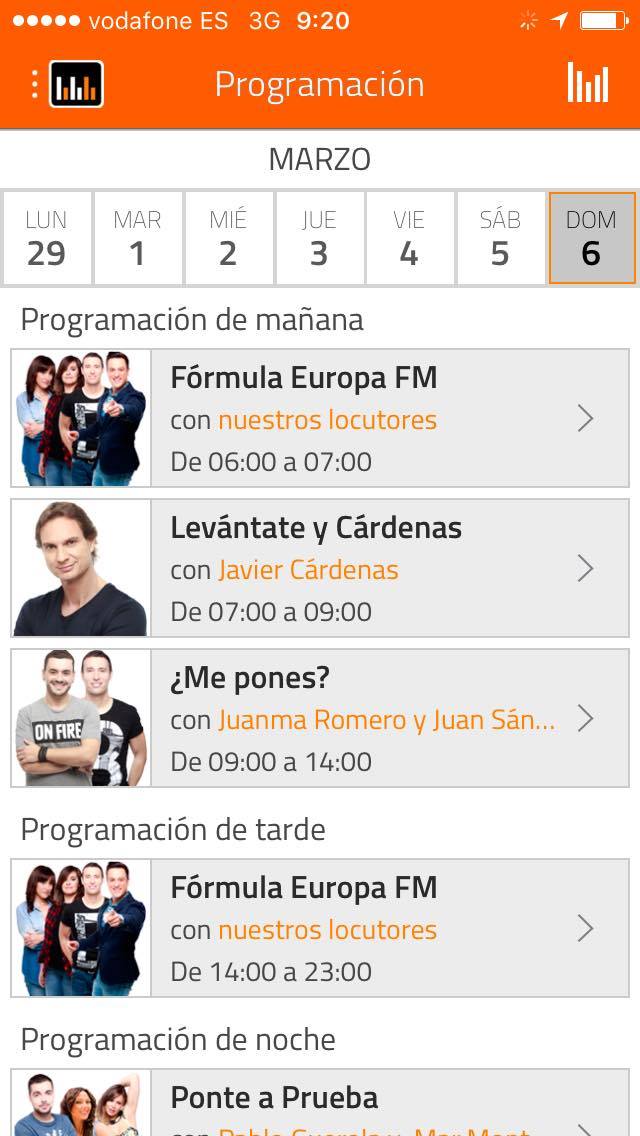 vodafone ES 3G 9:20
Programación
MARZO
LUN MAR MIÉ JUE VIE SÁB DOM
29 1 2 3 4 5 6
Programación de mañana
Fórmula Europa FM
con nuestros locutores
De 06:00 a 07:00
Levántate y Cárdenas
con Javier Cárdenas
De 07:00 a 09:00
ON FIRE
¿Me pones?
con Juanma Romero y Juan Sán...
De 09:00 a 14:00
Programación de tarde
Fórmula Europa FM
con nuestros locutores
De 14:00 a 23:00
Programación de noche
Ponte a Prueba